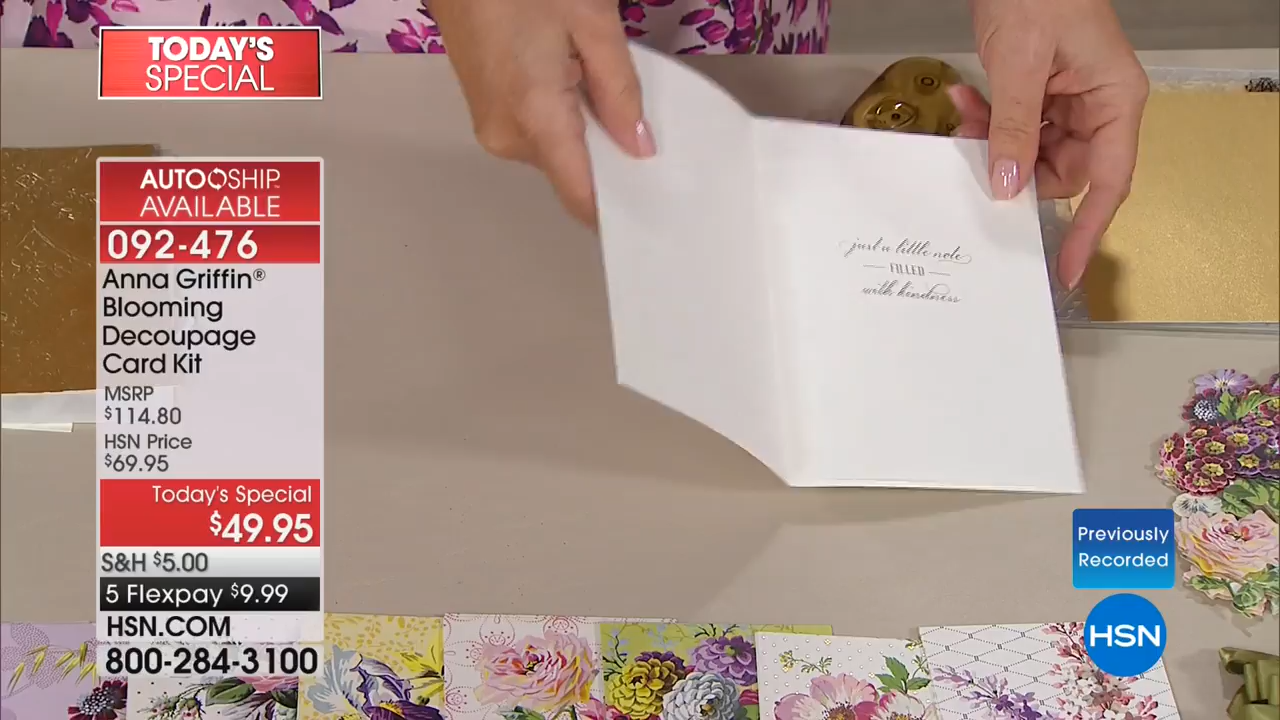 TODAY'S
SPECIAL
AUTOSHIP™
AVAILABLE
092-476
Anna Griffin®
Blooming
Decoupage
Card Kit
MSRP
$114.80
HSN Price
$69.95
Today's Special
$49.95
S&H $5.00
5 Flexpay $9.99
HSN.COM
800-284-3100
just a little note
FILLED
with kindness
Previously
Recorded
HSN